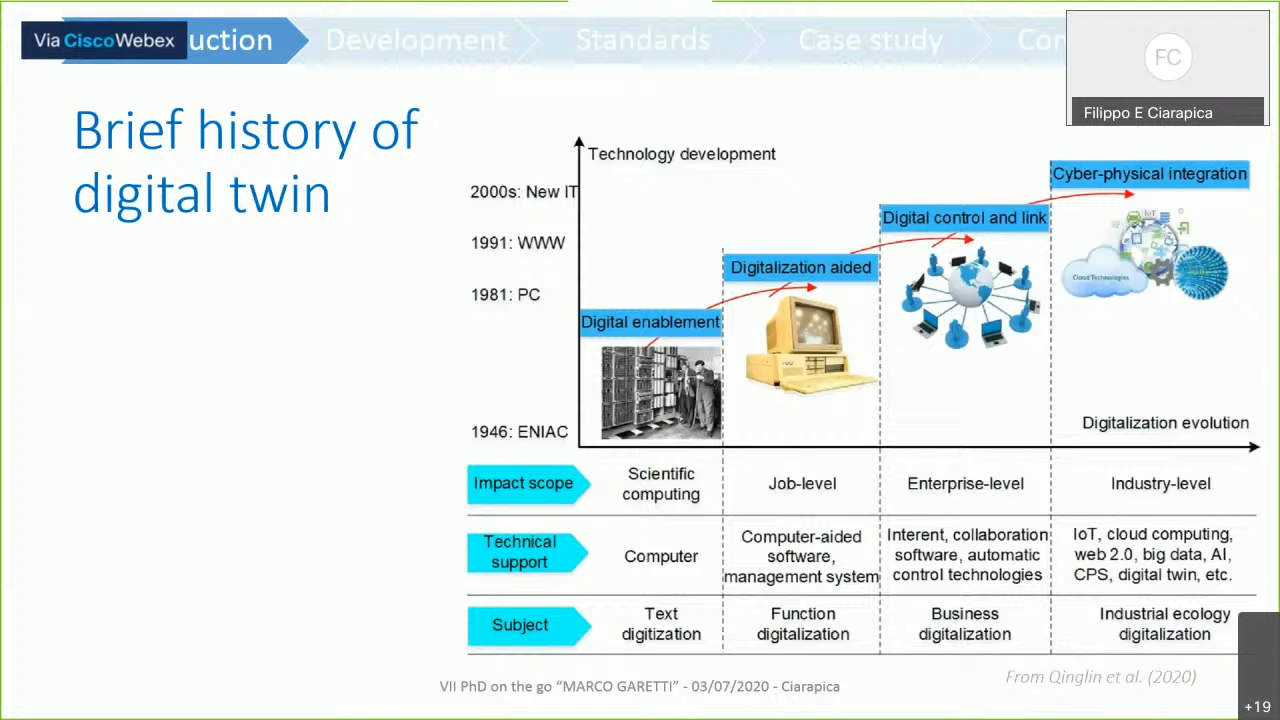 Via Cisco Webex
uction
Development
Standards
Case study
Co
FC
Filippo E Ciarapica
Brief history of
digital twin
Technology development
2000s: New IT
1991: WWW
1981: PC
1946: ENIAC
Cyber-physical integration
Digital control and link
Digitalization aided
Digital enablement
IoT
Cloud Technologies
Digitalization evolution
Impact scope
Scientific
computing
Job-level
Enterprise-level
Industry-level
Technical
support
Computer
Computer-aided
software,
management system
Interent, collaboration
software, automatic
control technologies
IoT, cloud computing,
web 2.0, big data, AI,
CPS, digital twin, etc.
Subject
Text
digitization
Function
digitalization
Business
digitalization
Industrial ecology
digitalization
From Qinglin et al. (2020)
VII PhD on the go “MARCO GARETTI” - 03/07/2020 - Ciarapica
+19